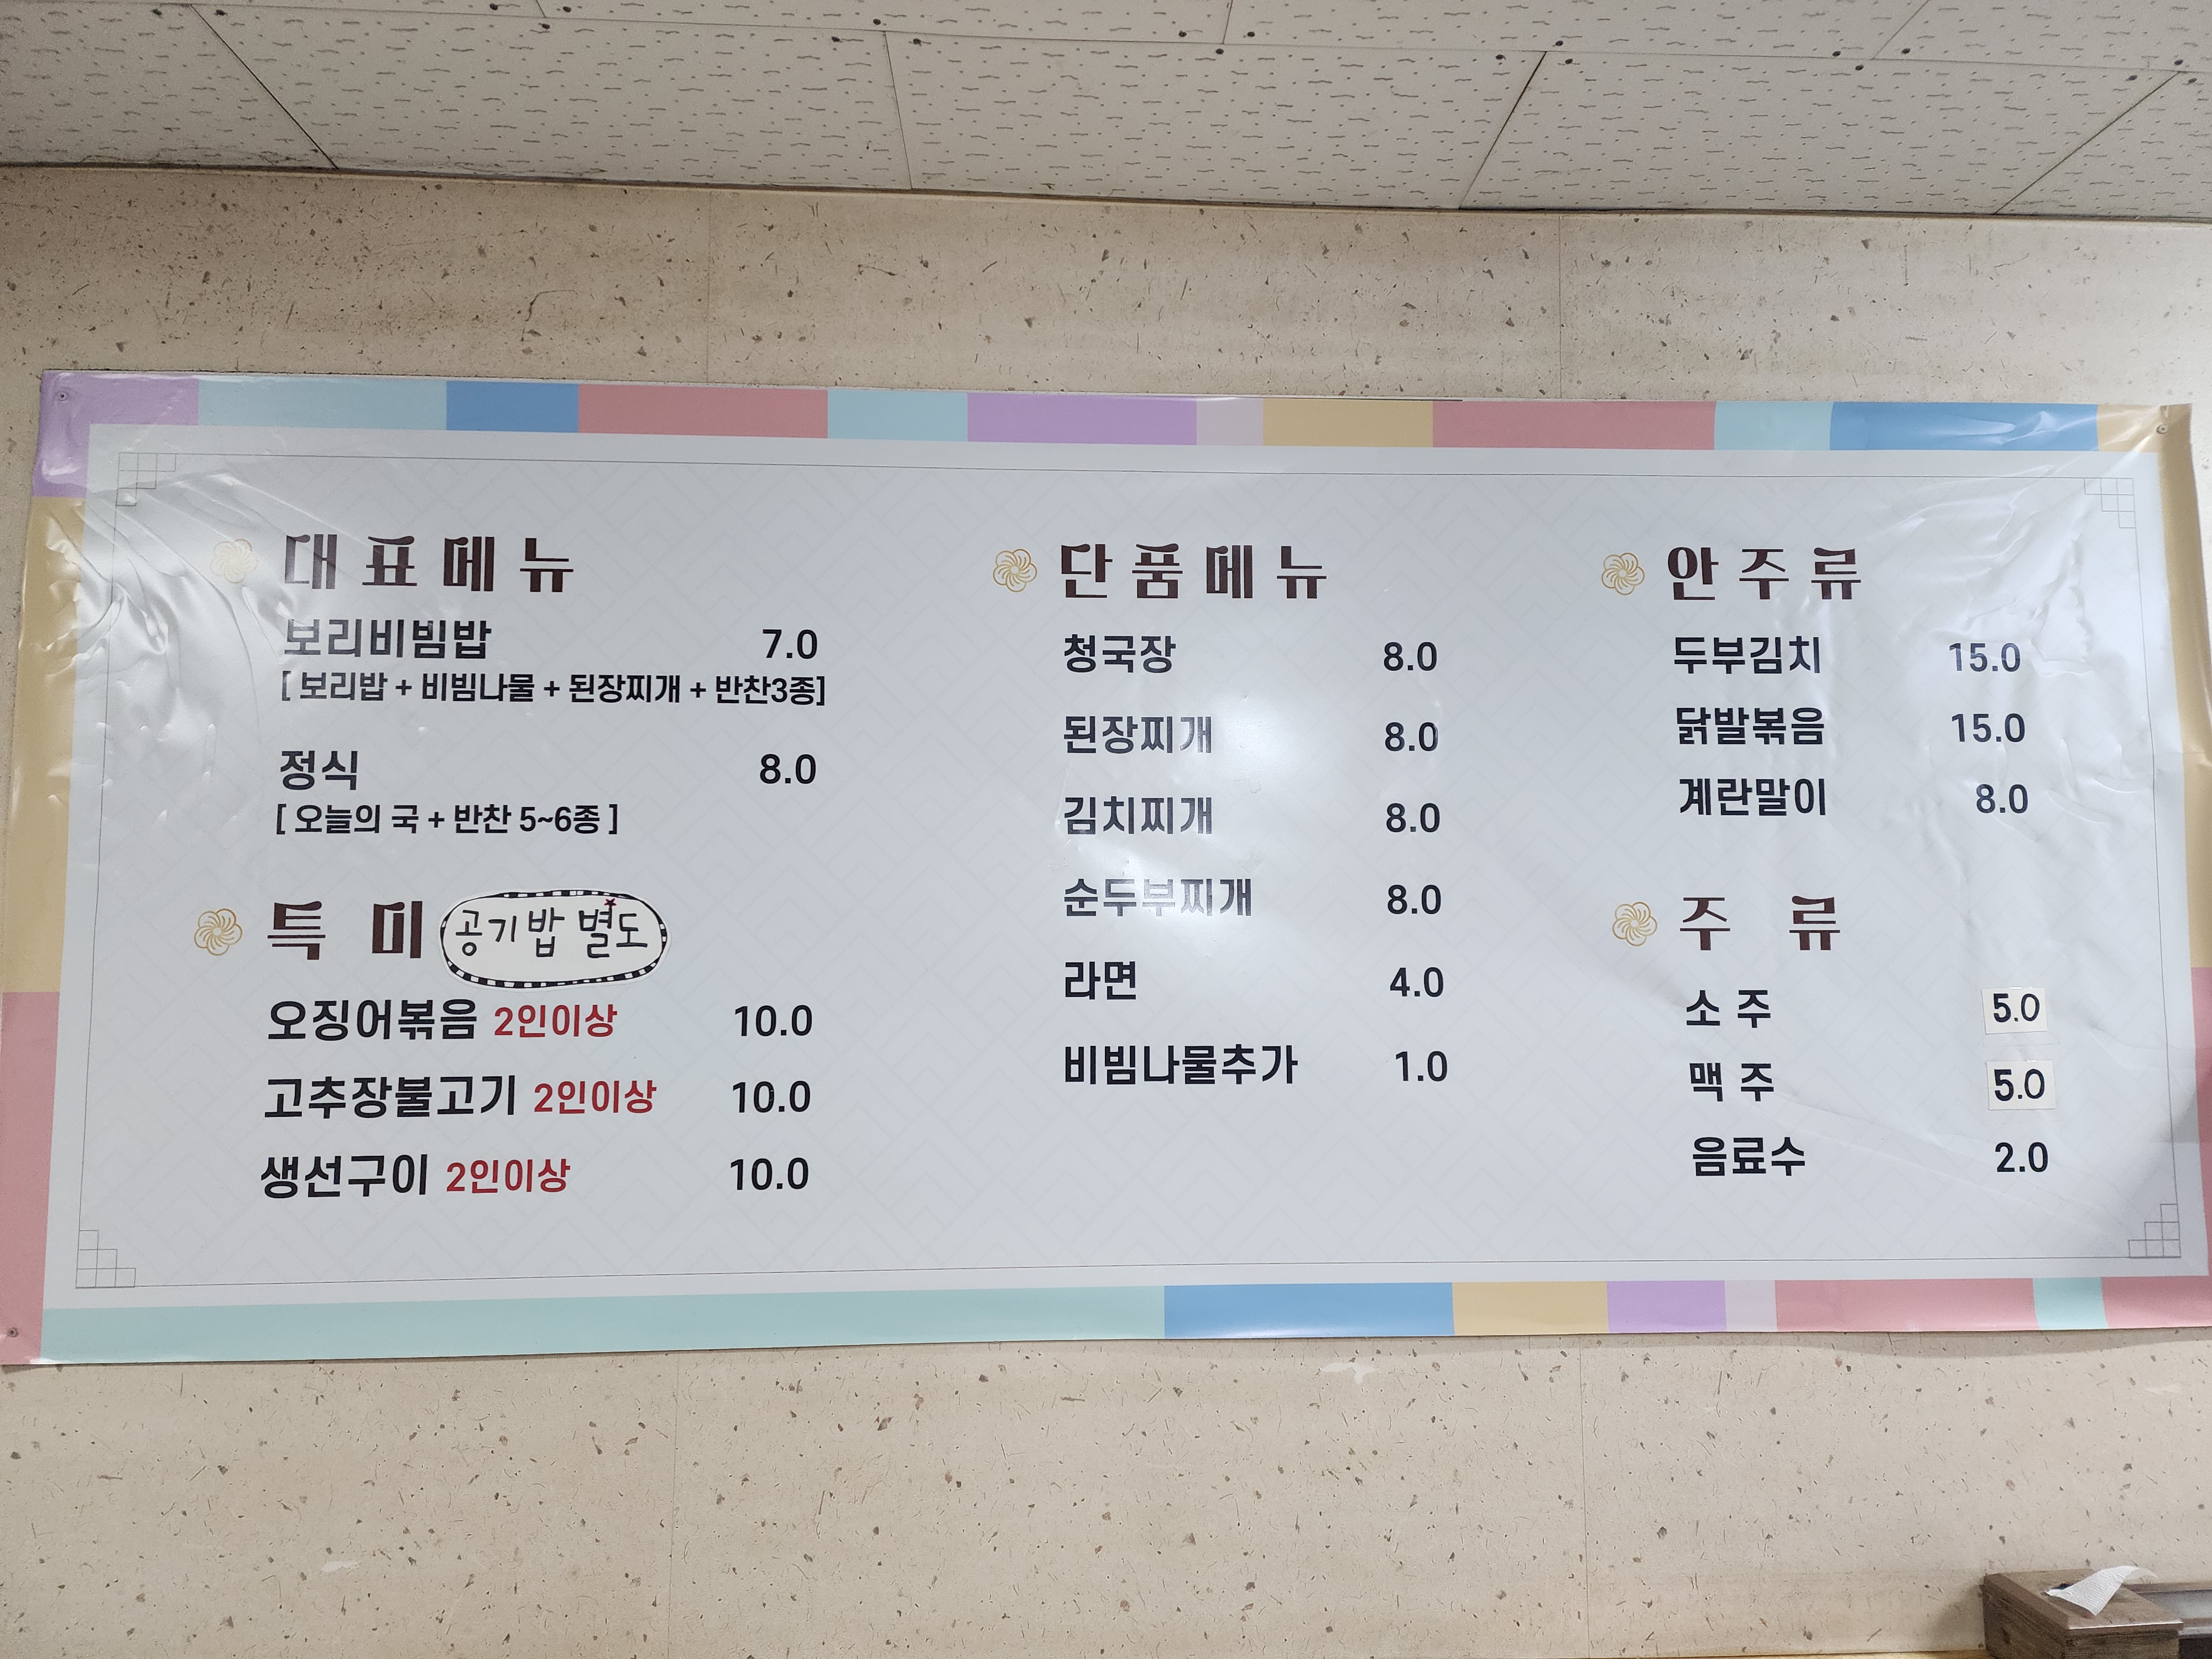 대표메뉴
보리비빔밥 7.0
[ 보리밥 + 비빔나물 + 된장찌개 + 반찬3종]
정식 8.0
[ 오늘의 국 + 반찬 5~6종 ]
특 미 공기밥 별도
오징어볶음 2인이상 10.0
고추장불고기 2인이상 10.0
생선구이 2인이상 10.0
단품메뉴
청국장 8.0
된장찌개 8.0
김치찌개 8.0
순두부찌개 8.0
라면 4.0
비빔나물추가 1.0
안주류
두부김치 15.0
닭발볶음 15.0
계란말이 8.0
주 류
소 주 5.0
맥 주 5.0
음료수 2.0